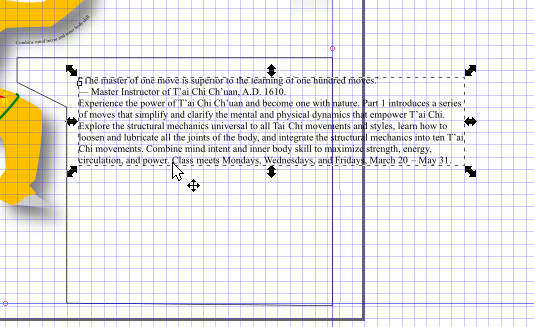 Combine mind intent and inner body skill
"The master of one move is superior to the learning of one hundred moves."
— Master Instructor of T'ai Chi Ch'uan, A.D. 1610.
Experience the power of T'ai Chi Ch'uan and become one with nature. Part 1 introduces a series
of moves that simplify and clarify the mental and physical dynamics that empower T'ai Chi.
Explore the structural mechanics universal to all Tai Chi movements and styles, learn how to
loosen and lubricate all the joints of the body, and integrate the structural mechanics into ten T'ai
Chi movements. Combine mind intent and inner body skill to maximize strength, energy,
circulation, and power. Class meets Mondays, Wednesdays, and Fridays, March 20 – May 31.